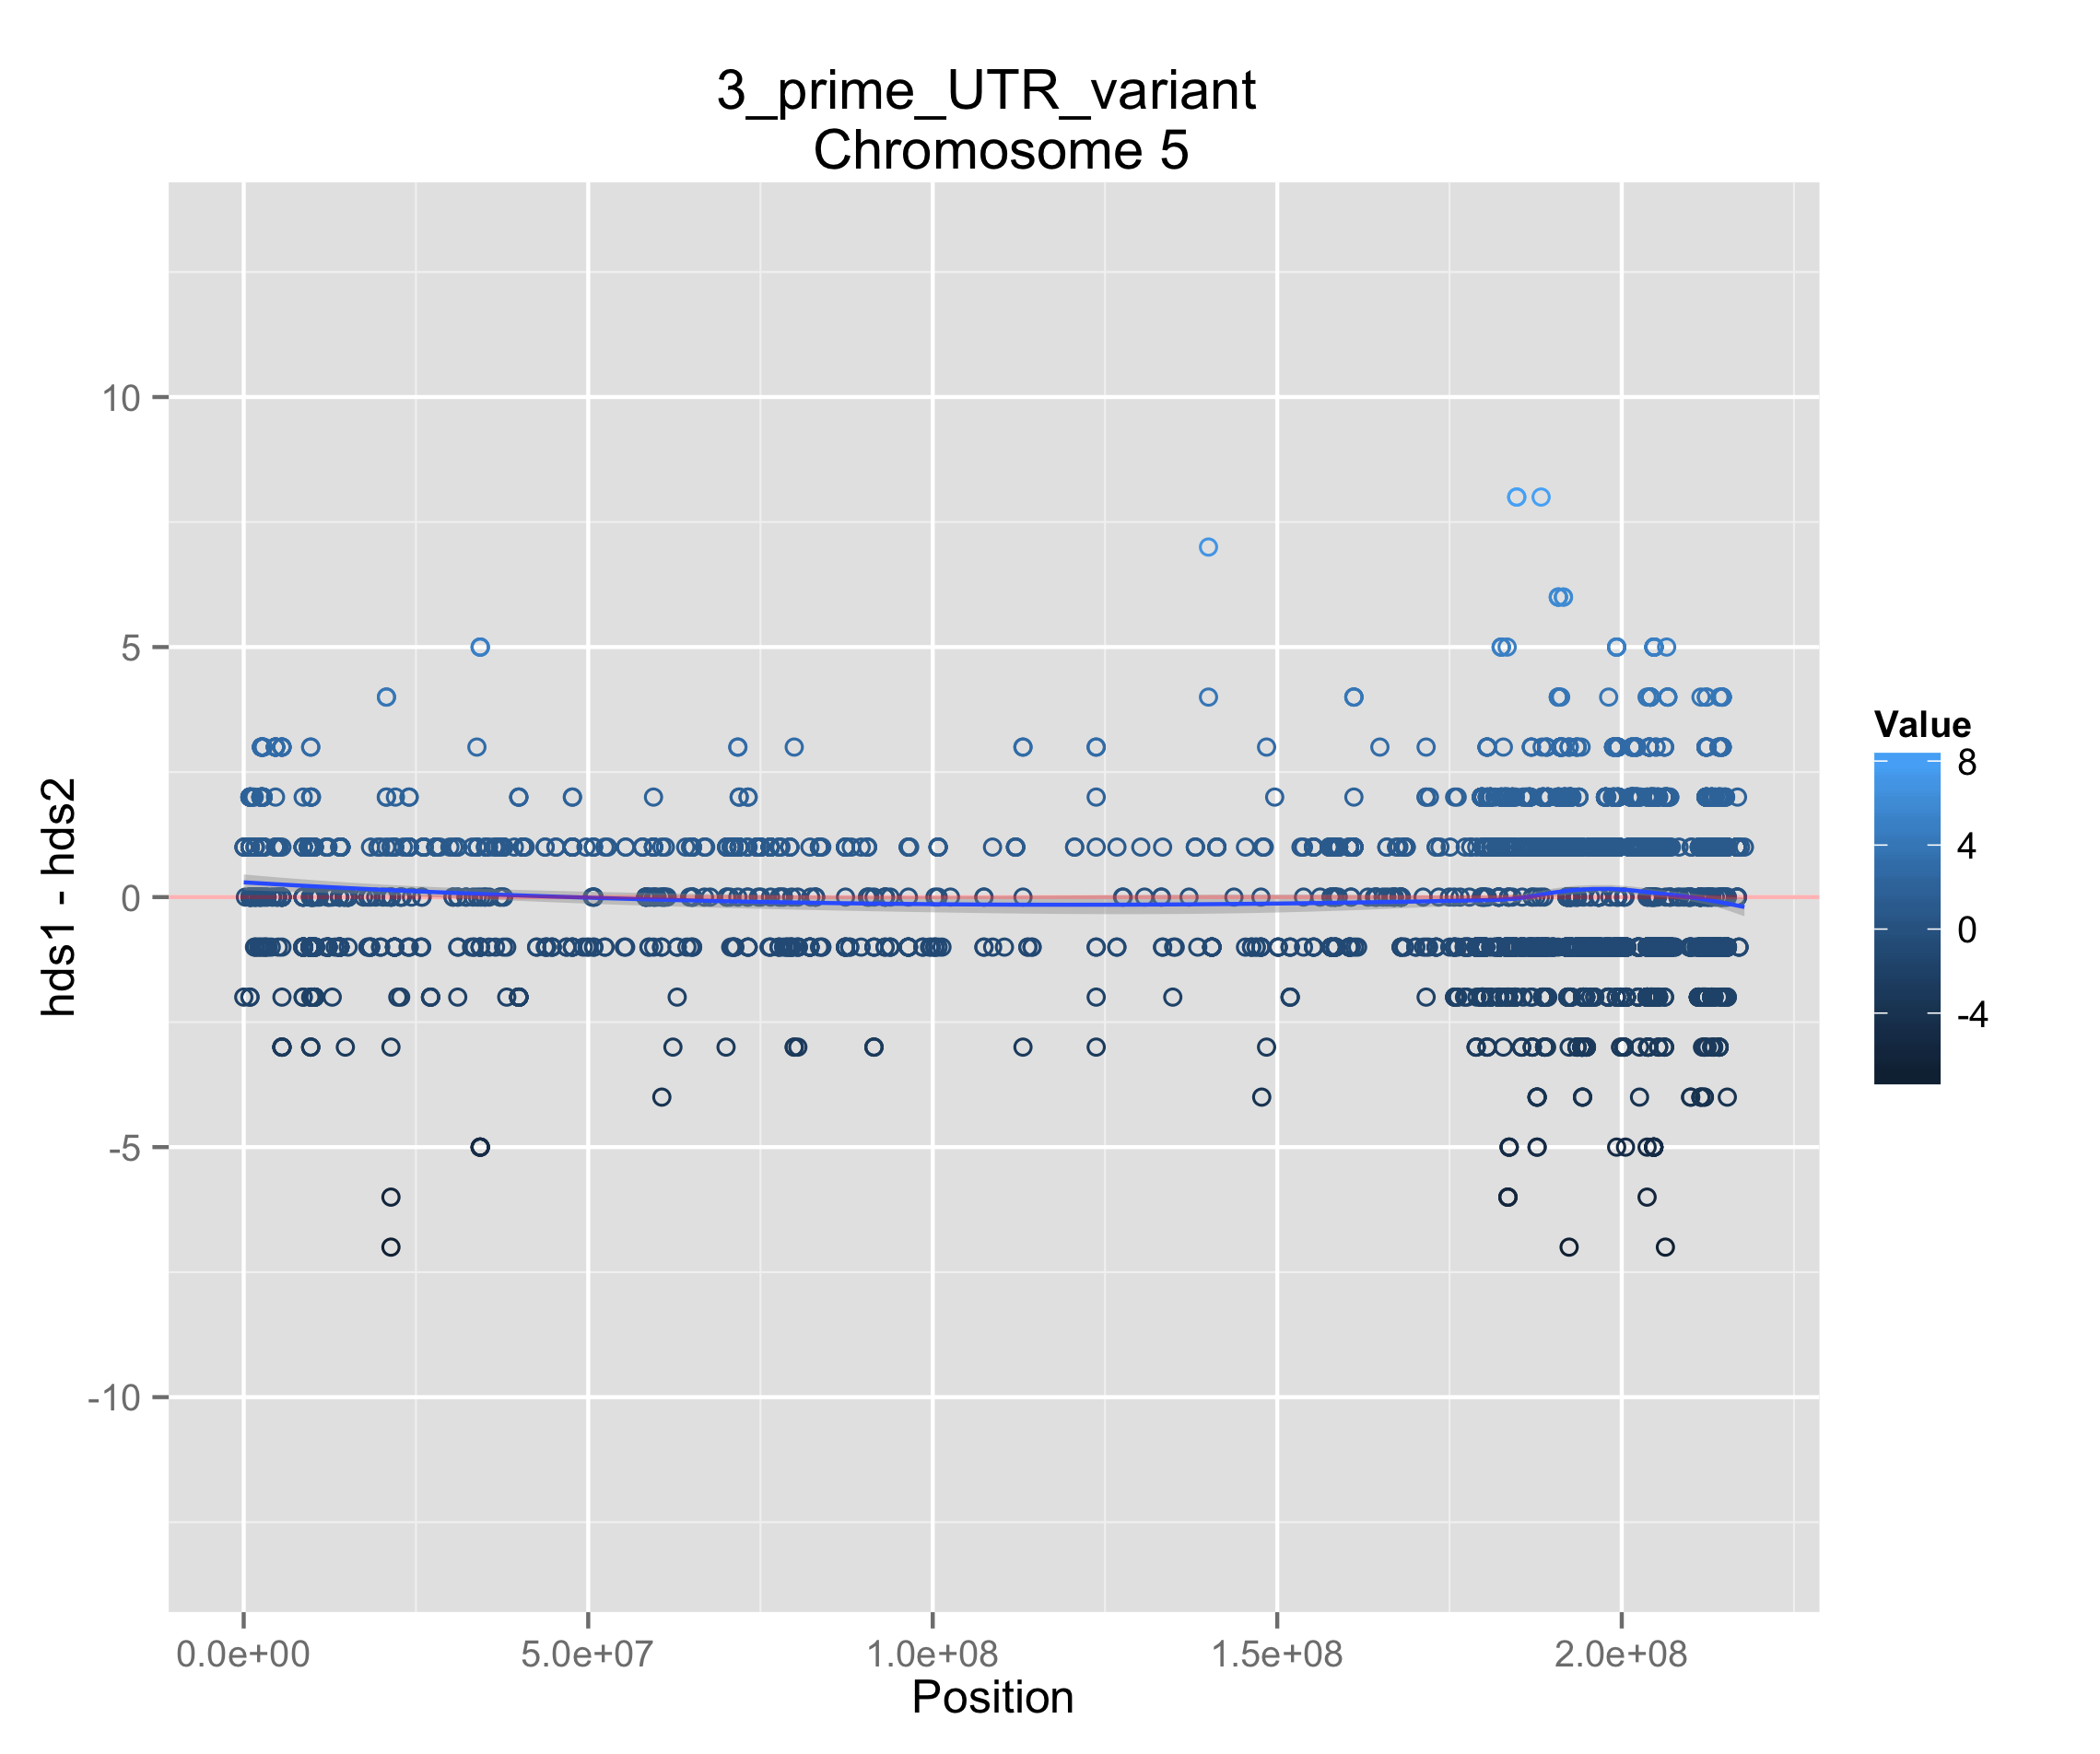 3_prime_UTR_variant
Chromosome 5
hds1 - hds2
10
5
0
-5
-10
0.0e+00
5.0e+07
1.0e+08
1.5e+08
2.0e+08
Position
Value
8
4
0
-4